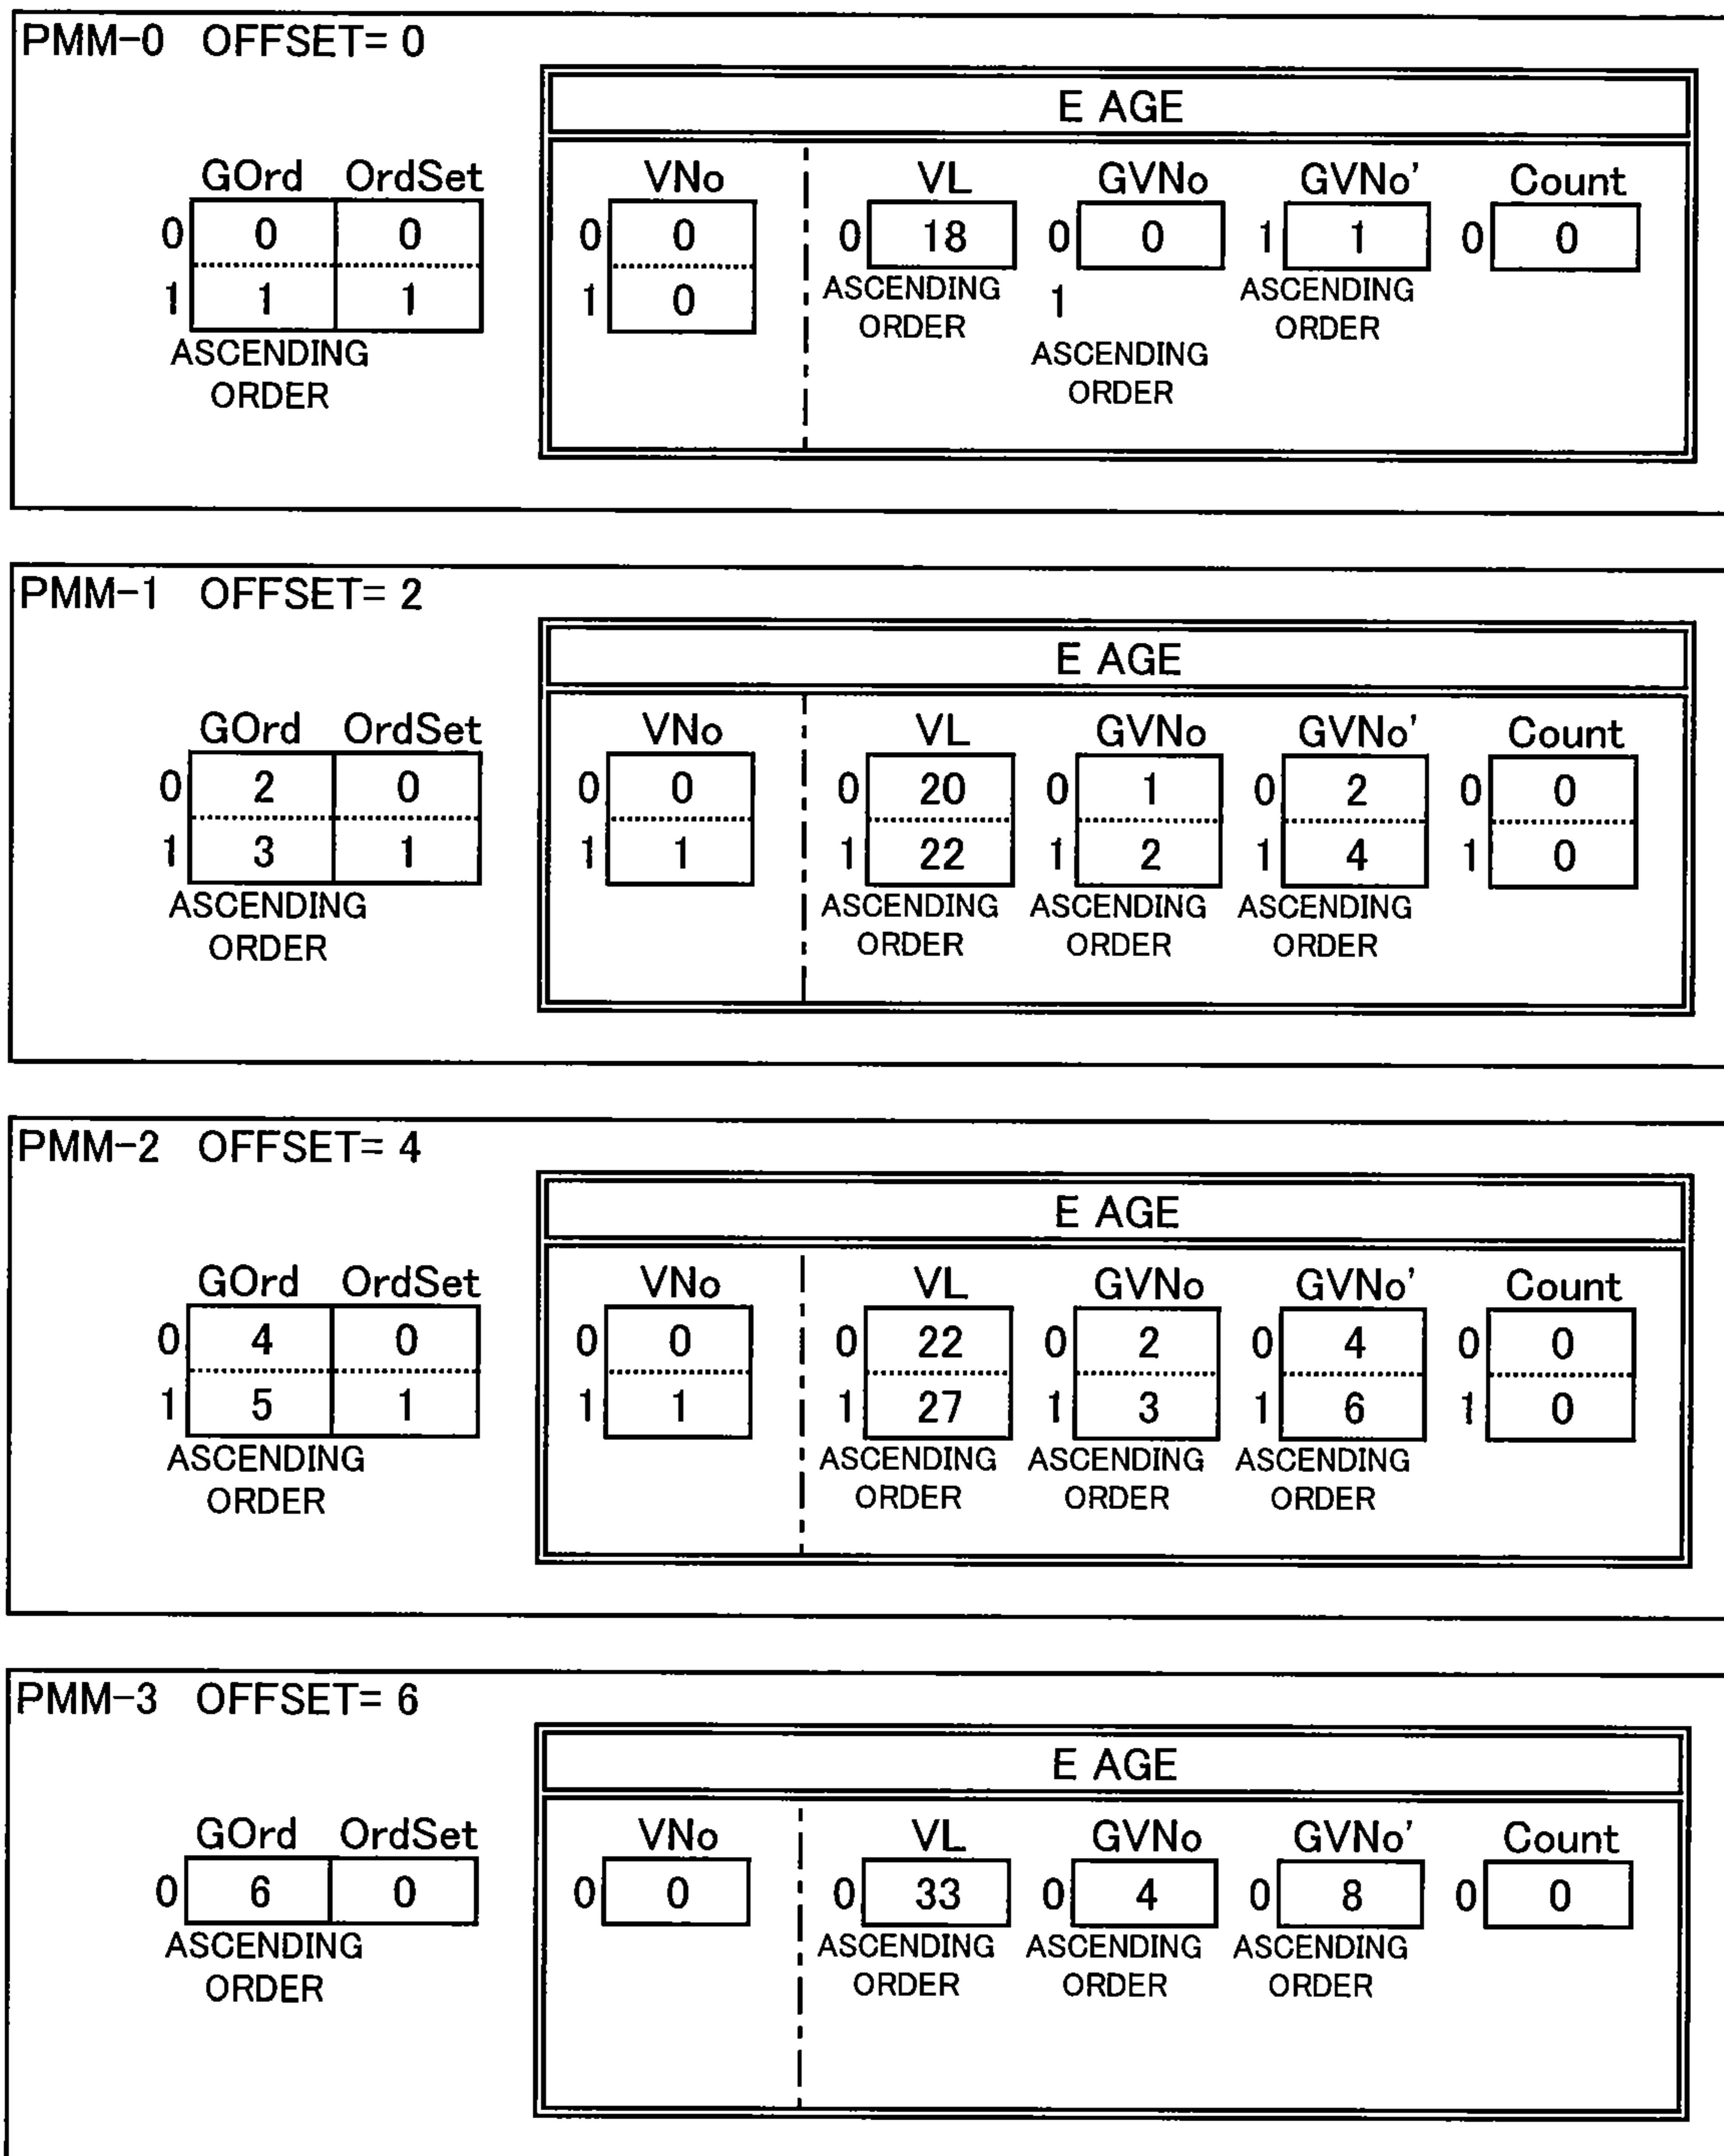 PMM-0 OFFSET= 0
E AGE
GOrd OrdSet VNo VL GVNo GVNo' Count
0 0 0 0 0 0 18 0 0 1 1 0 0
1 1 1 1 0 ASCENDING 1 ASCENDING
ORDER ORDER
ASCENDING ASCENDING
ORDER ORDER
PMM-1 OFFSET= 2
E AGE
GOrd OrdSet VNo VL GVNo GVNo' Count
0 2 0 0 0 0 20 0 1 0 2 0 0
1 3 1 1 1 1 22 1 2 1 4 1 0
ASCENDING ASCENDING ASCENDING ASCENDING
ORDER ORDER ORDER ORDER
PMM-2 OFFSET= 4
E AGE
GOrd OrdSet VNo VL GVNo GVNo' Count
0 4 0 0 0 0 22 0 2 0 4 0 0
1 5 1 1 1 1 27 1 3 1 6 1 0
ASCENDING ASCENDING ASCENDING ASCENDING
ORDER ORDER ORDER ORDER
PMM-3 OFFSET= 6
E AGE
GOrd OrdSet VNo VL GVNo GVNo' Count
0 6 0 0 0 0 33 0 4 0 8 0 0
ASCENDING ASCENDING ASCENDING ASCENDING
ORDER ORDER ORDER ORDER